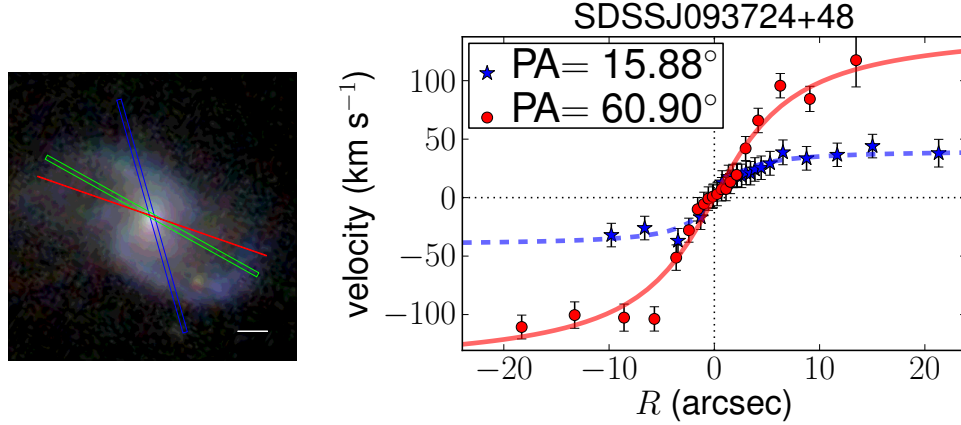 SDSSJ093724+48
PA= 15.88°
PA= 60.90°
velocity (km s⁻¹)
100
50
0
−50
−100
−20
−10
0
10
20
R (arcsec)